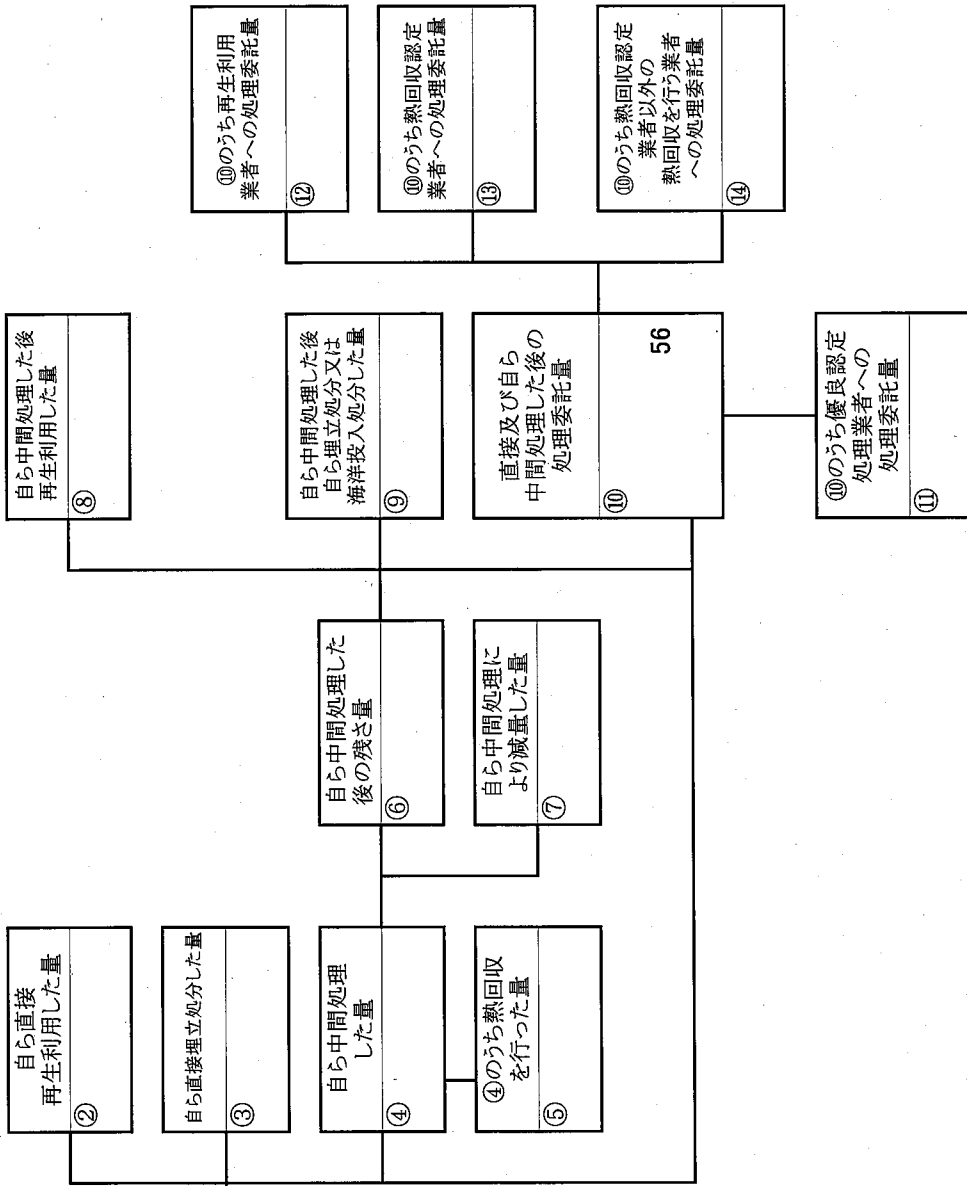 自ら直接
再生利用した量
②
自ら直接埋立処分した量
③
自ら中間処理
した量
④
④のうち熱回収
を行った量
⑤
自ら中間処理した
後の残さ量
⑥
自ら中間処理に
より減量した量
⑦
自ら中間処理した後
再生利用した量
⑧
自ら中間処理した後
自ら埋立処分又は
海洋投入処分した量
⑨
直接及び自ら
中間処理した後の
処理委託量
⑩
56
⑩のうち優良認定
処理業者への
処理委託量
⑪
⑩のうち再生利用
業者への処理委託量
⑫
⑩のうち熱回収認定
業者への処理委託量
⑬
⑩のうち熱回収認定
業者以外の
熱回収を行う業者
への処理委託量
⑭